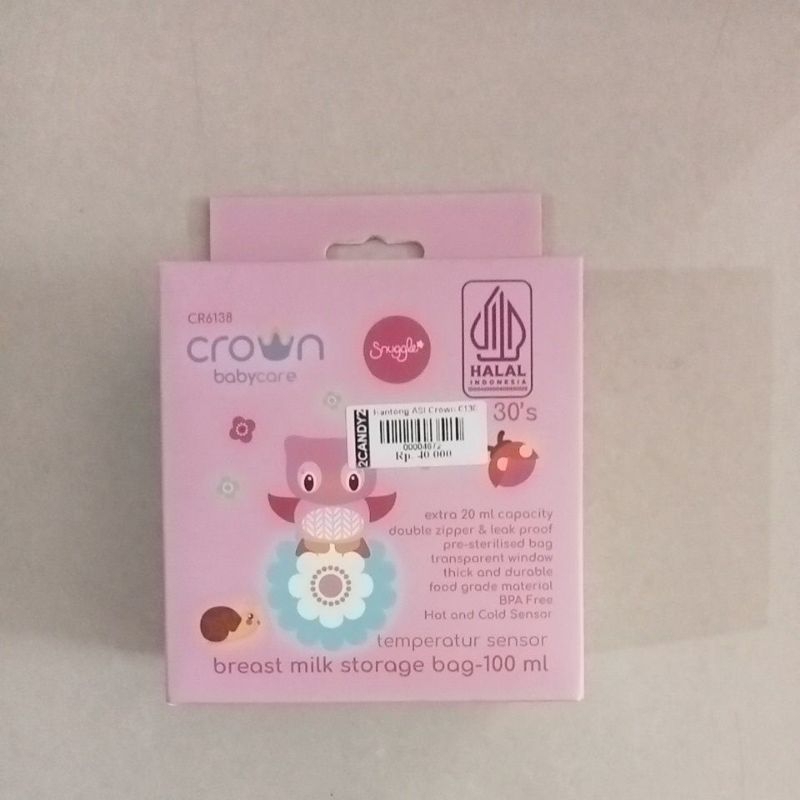 CR6138
crown
babycare
Snuggle
HALAL
INDONESIA
30's
2CANDY2
Kantong ASI Crown
00004672
Rp. 40.000
extra 20 ml capacity
double zipper & leak proof
pre-sterilised bag
transparent window
thick and durable
food grade material
BPA Free
Hot and Cold Sensor
temperatur sensor
breast milk storage bag-100 ml